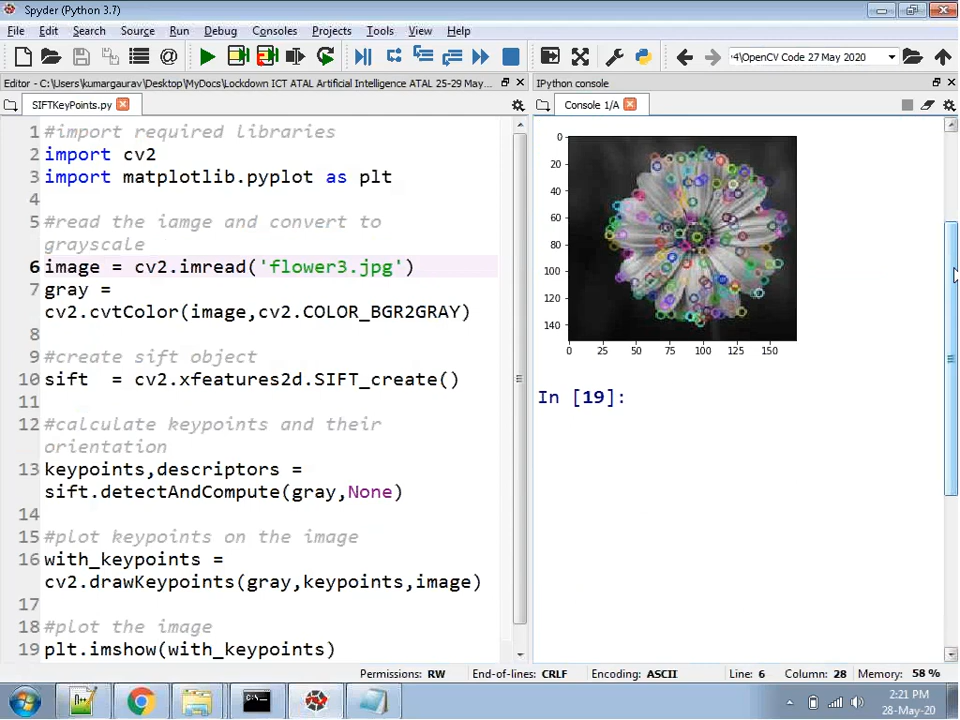 Spyder (Python 3.7)
File Edit Search Source Run Debug Consoles Projects Tools View Help
4\OpenCV Code 27 May 2020
Editor - C:\Users\kumargaurav\Desktop\MyDocs\Lockdown ICT ATAL Artificial Intelligence ATAL 25-29 May...
SIFTKeyPoints.py
1 #import required libraries
2 import cv2
3 import matplotlib.pyplot as plt
4
5 #read the iamge and convert to
grayscale
6 image = cv2.imread('flower3.jpg')
7 gray =
cv2.cvtColor(image,cv2.COLOR_BGR2GRAY)
8
9 #create sift object
10 sift  = cv2.xfeatures2d.SIFT_create()
11
12 #calculate keypoints and their
orientation
13 keypoints,descriptors =
sift.detectAndCompute(gray,None)
14
15 #plot keypoints on the image
16 with_keypoints =
cv2.drawKeypoints(gray,keypoints,image)
17
18 #plot the image
19 plt.imshow(with_keypoints)
IPython console
Console 1/A
0
20
40
60
80
100
120
140
0 25 50 75 100 125 150
In [19]:
Permissions: RW End-of-lines: CRLF Encoding: ASCII Line: 6 Column: 28 Memory: 58 %
2:21 PM
28-May-20